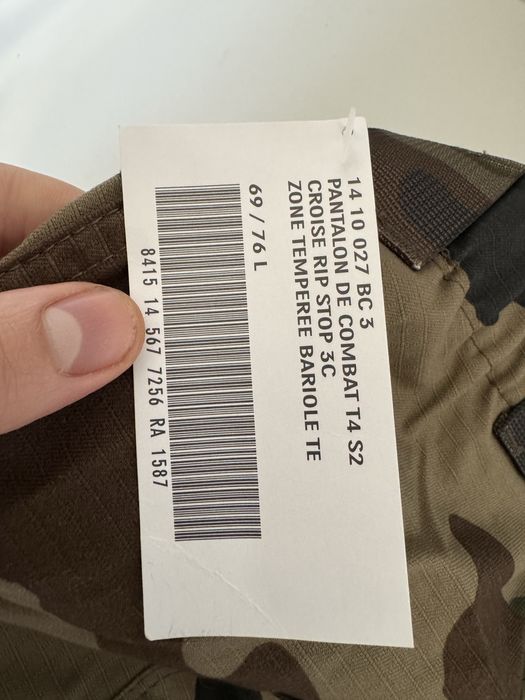 14 10 027 BC 3
PANTALON DE COMBAT T4 S2
CROISE RIP STOP 3C
ZONE TEMPEREE BARIOLE TE
69 / 76 L
8415 14 567 7256 RA 1587